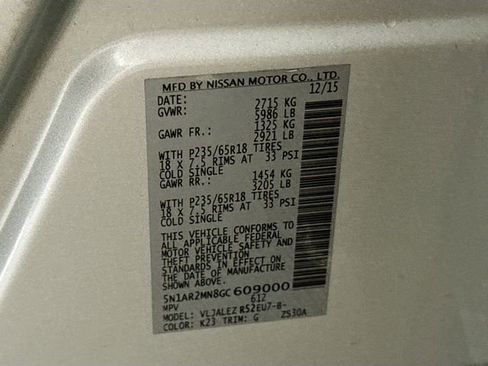 MFD BY NISSAN MOTOR CO., LTD.
DATE: 12/15
GVWR: 2715 KG
5986 LB
GAWR FR.: 1325 KG
2921 LB
WITH P235/65R18 TIRES
18 X 7.5 RIMS AT 33 PSI
COLD SINGLE
GAWR RR.: 1454 KG
3205 LB
WITH P235/65R18 TIRES
18 X 7.5 RIMS AT 33 PSI
COLD SINGLE
THIS VEHICLE CONFORMS TO
ALL APPLICABLE FEDERAL
MOTOR VEHICLE SAFETY AND
THEFT PREVENTION
STANDARDS IN EFFECT ON
THE DATE OF MANUFACTURE
SHOWN ABOVE.
5N1AR2MN8GC609000
MPV 612
MODEL: VLJALEZ R52EU7-B-
COLOR: K23 TRIM: G ZS30A